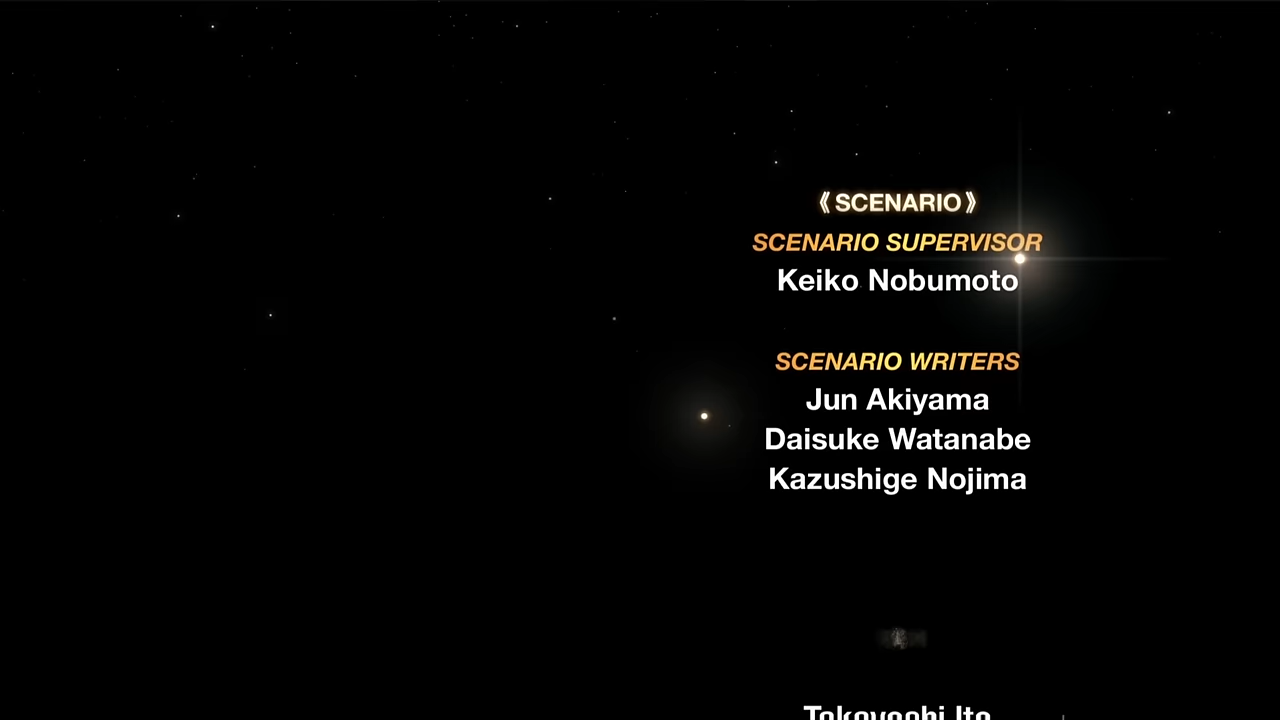 《SCENARIO》
SCENARIO SUPERVISOR
Keiko Nobumoto
SCENARIO WRITERS
Jun Akiyama
Daisuke Watanabe
Kazushige Nojima